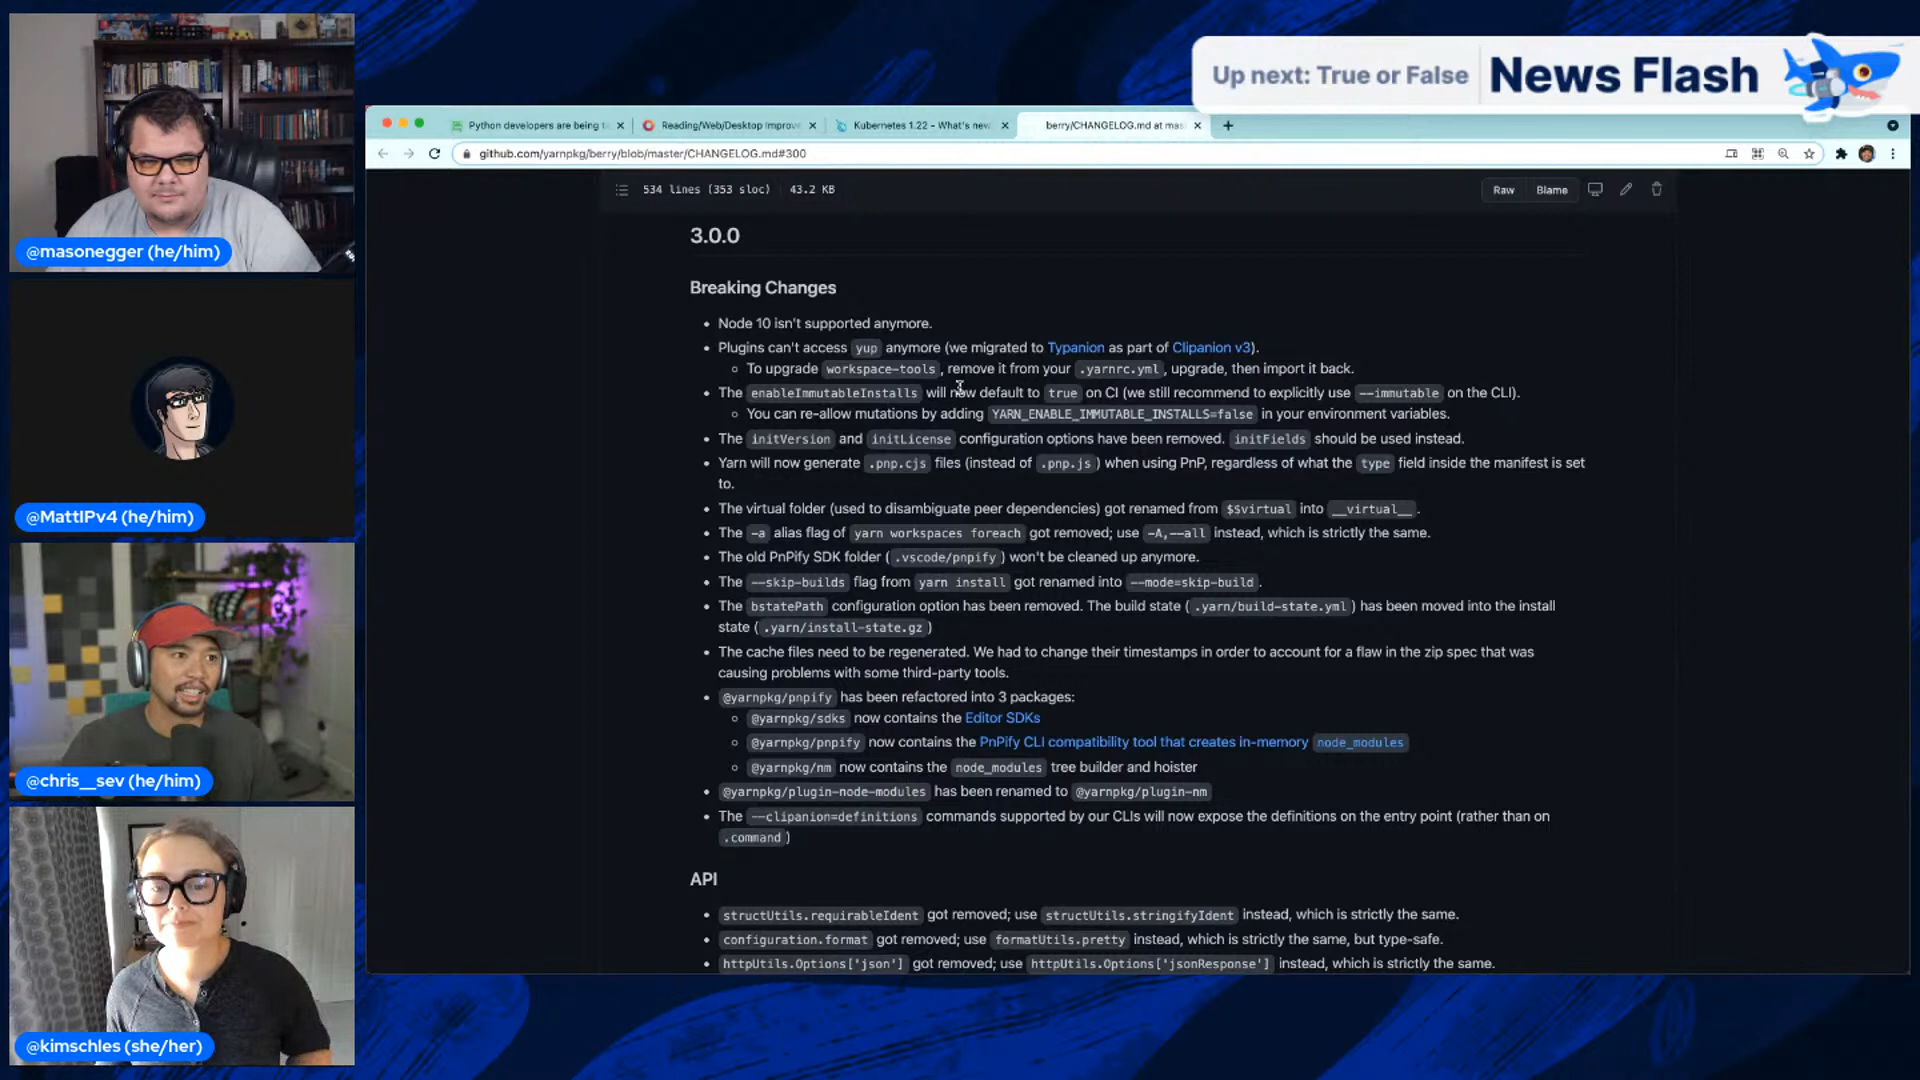 Up next: True or False
News Flash
Python developers are being ta
Reading/Web/Desktop Improve
Kubernetes 1.22 - What's new
berry/CHANGELOG.md at mas
github.com/yarnpkg/berry/blob/master/CHANGELOG.md#300
534 lines (353 sloc) 43.2 KB
Raw Blame
3.0.0
Breaking Changes
• Node 10 isn't supported anymore.
• Plugins can't access yup anymore (we migrated to Typanion as part of Clipanion v3).
◦ To upgrade workspace-tools, remove it from your .yarnrc.yml, upgrade, then import it back.
• The enableImmutableInstalls will now default to true on CI (we still recommend to explicitly use --immutable on the CLI).
◦ You can re-allow mutations by adding YARN_ENABLE_IMMUTABLE_INSTALLS=false in your environment variables.
• The initVersion and initLicense configuration options have been removed. initFields should be used instead.
• Yarn will now generate .pnp.cjs files (instead of .pnp.js) when using PnP, regardless of what the type field inside the manifest is set
to.
• The virtual folder (used to disambiguate peer dependencies) got renamed from $$virtual into __virtual__.
• The -a alias flag of yarn workspaces foreach got removed; use -A,--all instead, which is strictly the same.
• The old PnPify SDK folder (.vscode/pnpify) won't be cleaned up anymore.
• The --skip-builds flag from yarn install got renamed into --mode=skip-build.
• The bstatePath configuration option has been removed. The build state (.yarn/build-state.yml) has been moved into the install
state (.yarn/install-state.gz)
• The cache files need to be regenerated. We had to change their timestamps in order to account for a flaw in the zip spec that was
causing problems with some third-party tools.
• @yarnpkg/pnpify has been refactored into 3 packages:
◦ @yarnpkg/sdks now contains the Editor SDKs
◦ @yarnpkg/pnpify now contains the PnPify CLI compatibility tool that creates in-memory node_modules
◦ @yarnpkg/nm now contains the node_modules tree builder and hoister
• @yarnpkg/plugin-node-modules has been renamed to @yarnpkg/plugin-nm
• The --clipanion=definitions commands supported by our CLIs will now expose the definitions on the entry point (rather than on
.command)
API
• structUtils.requirableIdent got removed; use structUtils.stringifyIdent instead, which is strictly the same.
• configuration.format got removed; use formatUtils.pretty instead, which is strictly the same, but type-safe.
• httpUtils.Options['json'] got removed; use httpUtils.Options['jsonResponse'] instead, which is strictly the same.
@masonegger (he/him)
@MattIPv4 (he/him)
@chris__sev (he/him)
@kimschles (she/her)